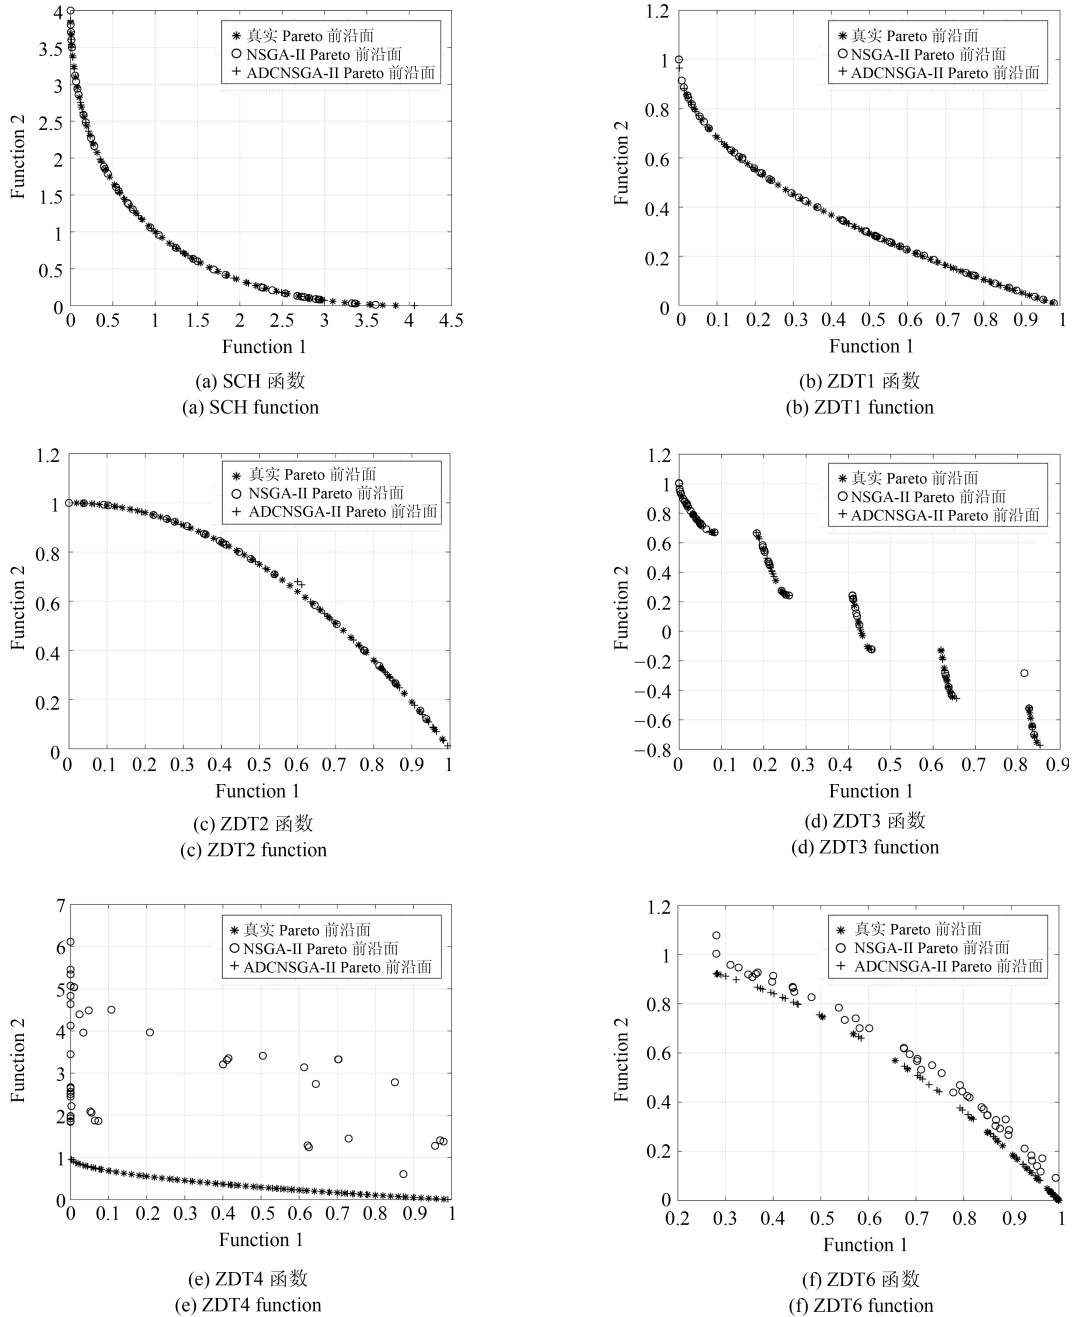 4
3.5
3
2.5
2
1.5
1
0.5
0
Function 2
* 真实 Pareto 前沿面
○ NSGA-II Pareto 前沿面
+ ADCNSGA-II Pareto 前沿面
0 0.5 1 1.5 2 2.5 3 3.5 4 4.5
Function 1
(a) SCH 函数
(a) SCH function
1.2
1
0.8
0.6
0.4
0.2
0
Function 2
* 真实 Pareto 前沿面
○ NSGA-II Pareto 前沿面
+ ADCNSGA-II Pareto 前沿面
0 0.1 0.2 0.3 0.4 0.5 0.6 0.7 0.8 0.9 1
Function 1
(b) ZDT1 函数
(b) ZDT1 function
1.2
1
0.8
0.6
0.4
0.2
0
Function 2
* 真实 Pareto 前沿面
○ NSGA-II Pareto 前沿面
+ ADCNSGA-II Pareto 前沿面
0 0.1 0.2 0.3 0.4 0.5 0.6 0.7 0.8 0.9 1
Function 1
(c) ZDT2 函数
(c) ZDT2 function
1.2
1
0.8
0.6
0.4
0.2
0
−0.2
−0.4
−0.6
−0.8
Function 2
* 真实 Pareto 前沿面
○ NSGA-II Pareto 前沿面
+ ADCNSGA-II Pareto 前沿面
0 0.1 0.2 0.3 0.4 0.5 0.6 0.7 0.8 0.9
Function 1
(d) ZDT3 函数
(d) ZDT3 function
7
6
5
4
3
2
1
0
Function 2
* 真实 Pareto 前沿面
○ NSGA-II Pareto 前沿面
+ ADCNSGA-II Pareto 前沿面
0 0.1 0.2 0.3 0.4 0.5 0.6 0.7 0.8 0.9 1
Function 1
(e) ZDT4 函数
(e) ZDT4 function
1.2
1
0.8
0.6
0.4
0.2
0
Function 2
* 真实 Pareto 前沿面
○ NSGA-II Pareto 前沿面
+ ADCNSGA-II Pareto 前沿面
0.2 0.3 0.4 0.5 0.6 0.7 0.8 0.9 1
Function 1
(f) ZDT6 函数
(f) ZDT6 function